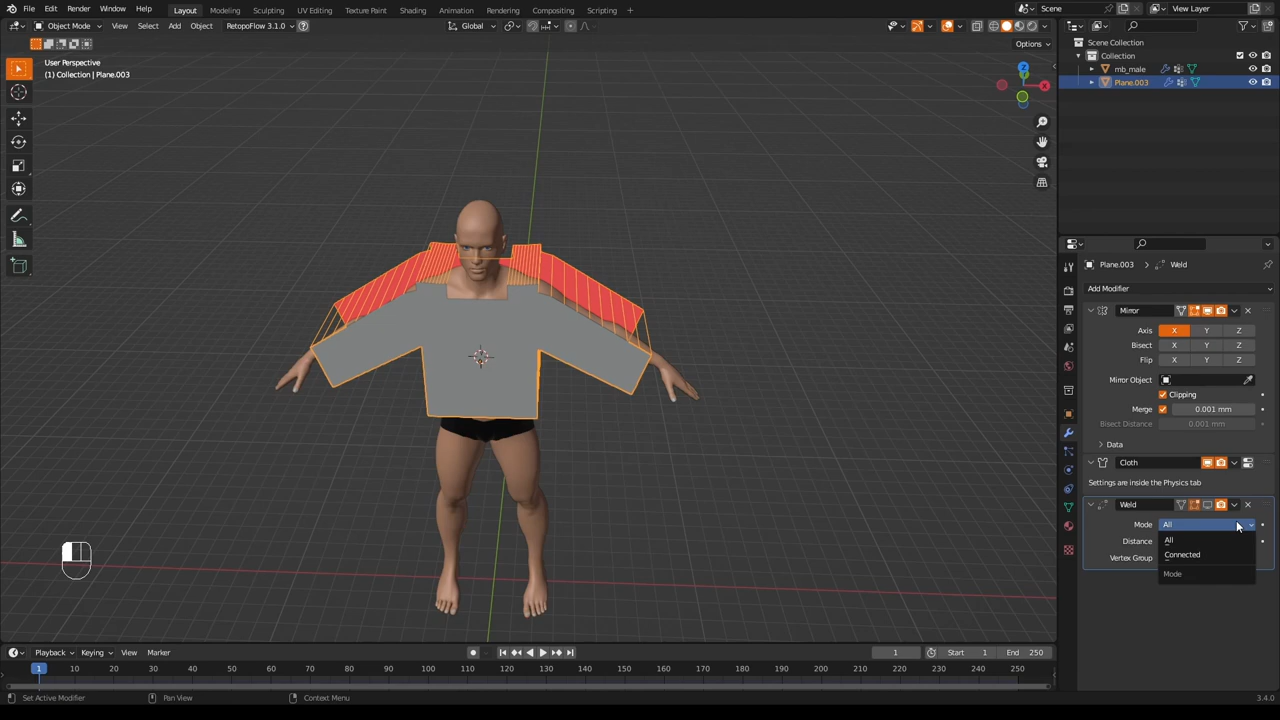 File Edit Render Window Help Layout Modeling Sculpting UV Editing Texture Paint Shading Animation Rendering Compositing Scripting Scene View Layer
Object Mode View Select Add Object RetopoFlow 3.1.0 Global
Options
User Perspective
(1) Collection | Plane.003
Scene Collection
Collection
mb_male
Plane.003
Plane.003 Weld
Add Modifier
Mirror
Axis X Y Z
Bisect X Y Z
Flip X Y Z
Mirror Object
Clipping
Merge 0.001 mm
Bisect Distance 0.001 mm
Data
Cloth
Settings are inside the Physics tab
Weld
Mode All
Distance All
Vertex Group Connected
Mode
X
Z
Playback Keying View Marker 1 Start 1 End 250
1 10 20 30 40 50 60 70 80 90 100 110 120 130 140 150 160 170 180 190 200 210 220 230 240 250
Set Active Modifier Pan View Context Menu 3.4.0